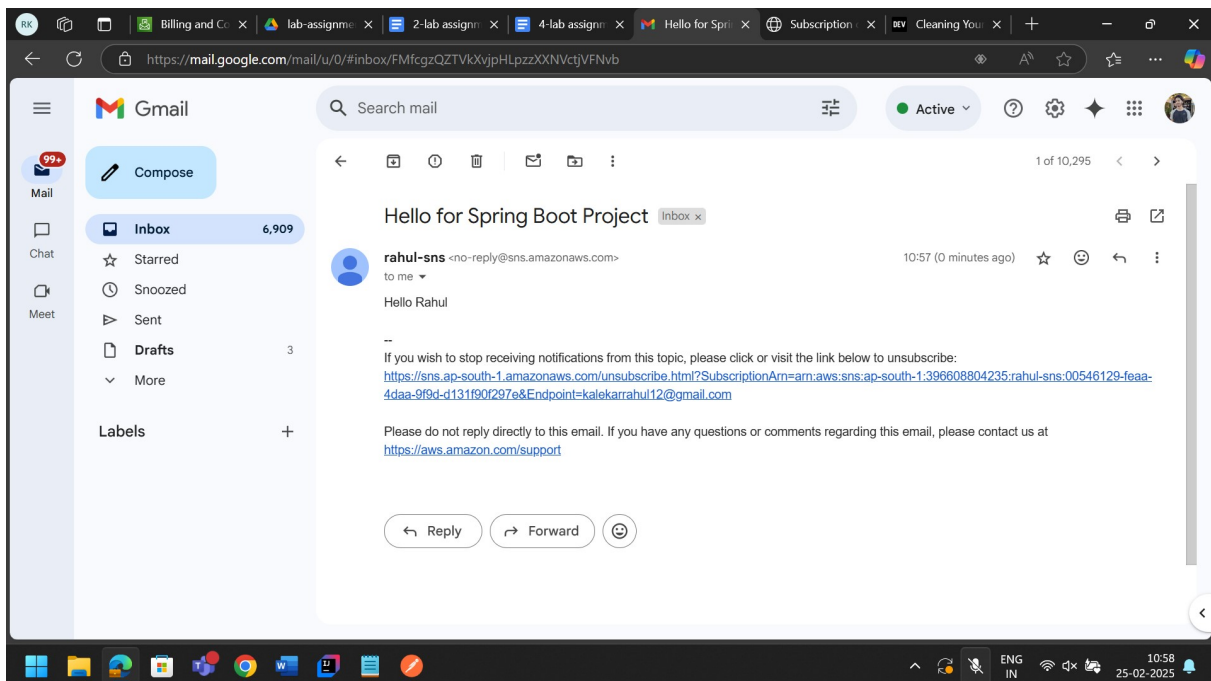 RK
Billing and Co
lab-assignme
2-lab assignm
4-lab assignm
Hello for Spri
Subscription
DEV
Cleaning Your
https://mail.google.com/mail/u/0/#inbox/FMfcgzQZTVkXvjpHLpzzXXNVctjVFNvb
Gmail
Search mail
Active
99+
Mail
Compose
1 of 10,295
Hello for Spring Boot Project
Inbox ×
Inbox 6,909
Chat
Starred
rahul-sns <no-reply@sns.amazonaws.com>
10:57 (0 minutes ago)
to me
Snoozed
Hello Rahul
Meet
Sent
--
Drafts 3
If you wish to stop receiving notifications from this topic, please click or visit the link below to unsubscribe:
https://sns.ap-south-1.amazonaws.com/unsubscribe.html?SubscriptionArn=arn:aws:sns:ap-south-1:396608804235:rahul-sns:00546129-feaa-
4daa-9f9d-d131f90f297e&Endpoint=kalekarrahul12@gmail.com
More
Labels
Please do not reply directly to this email. If you have any questions or comments regarding this email, please contact us at
https://aws.amazon.com/support
Reply
Forward
ENG
IN
10:58
25-02-2025